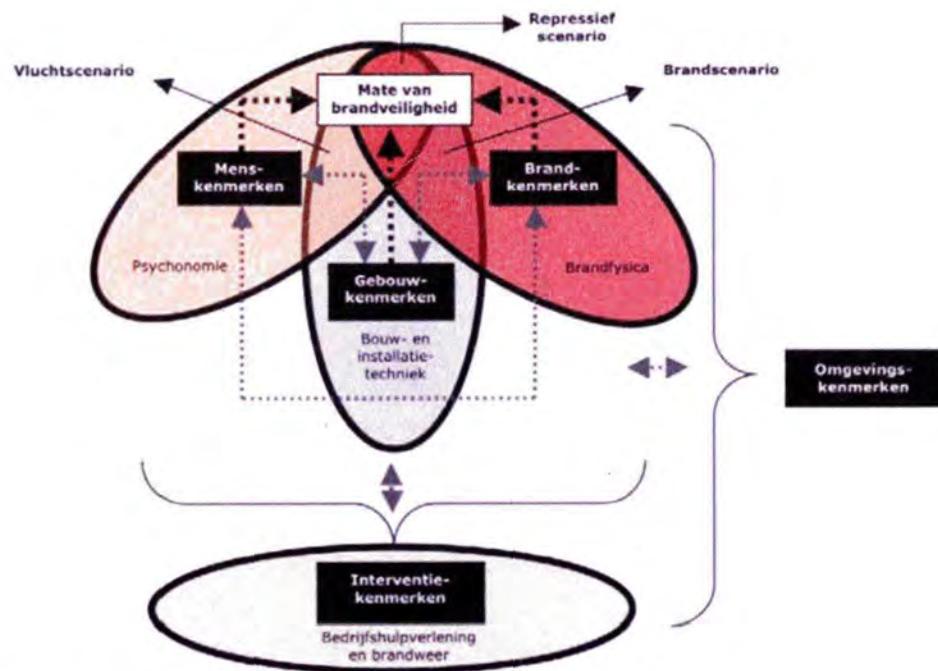 Repressief
scenario
Vluchtscenario
Brandscenario
Mate van
brandveiligheid
Mens-
kenmerken
Brand-
kenmerken
Psychonomie
Brandfysica
Gebouw-
kenmerken
Bouw- en
installatie-
techniek
Omgevings-
kenmerken
Interventie-
kenmerken
Bedrijfshulpverlening
en brandweer